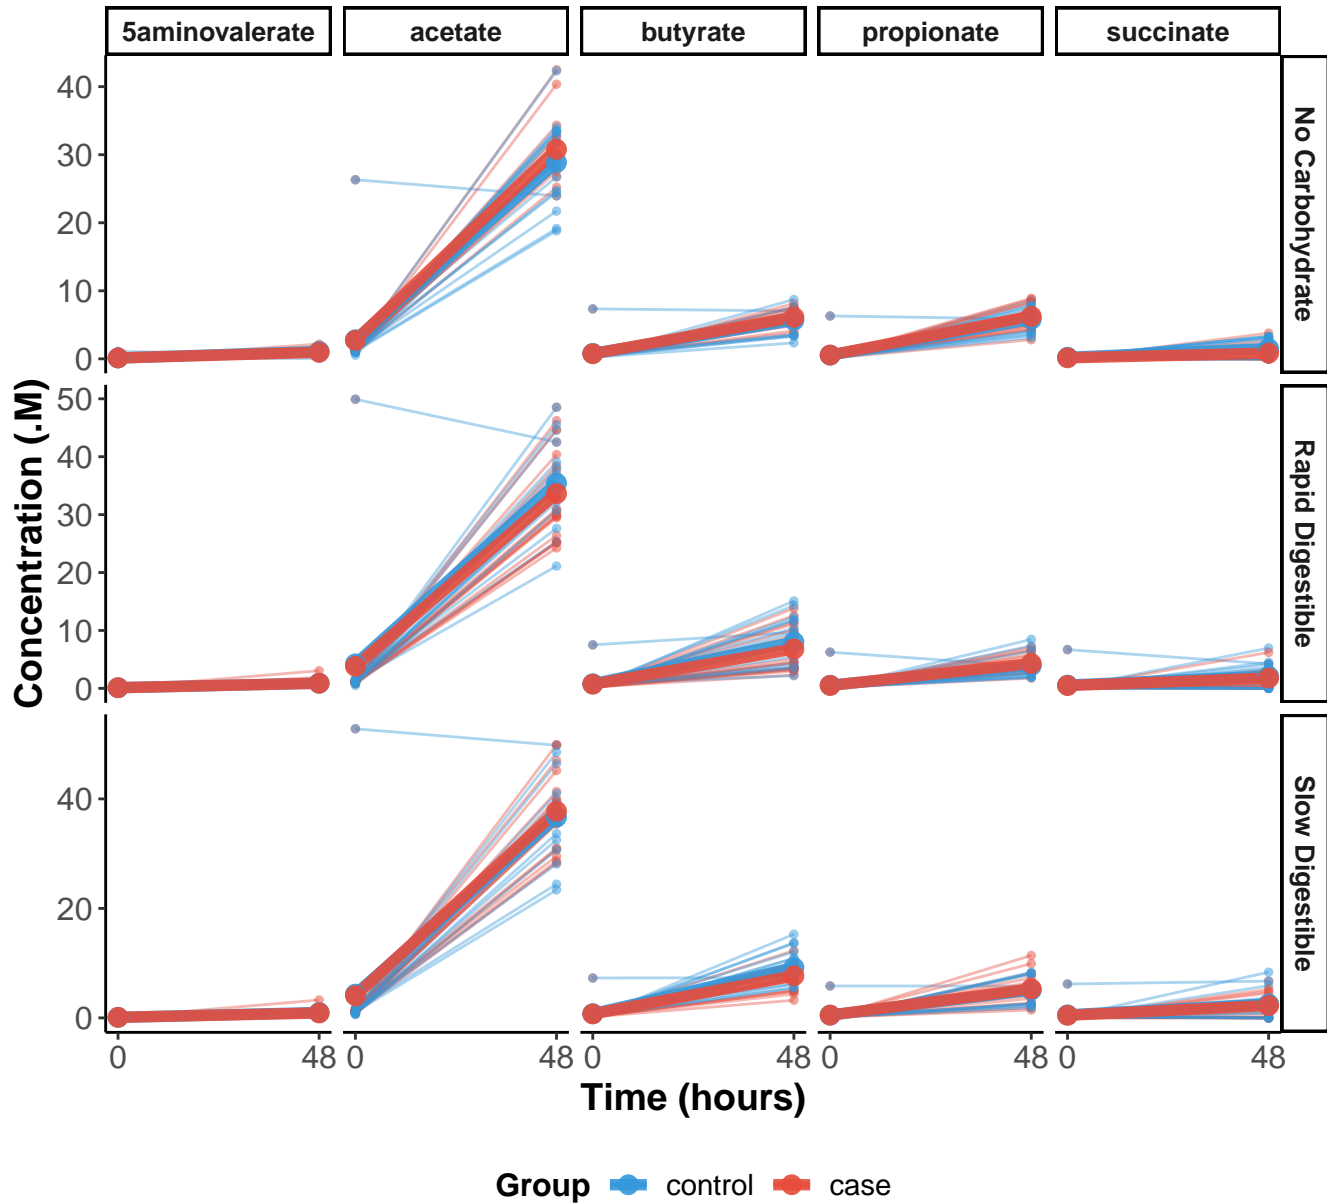 5aminovalerate acetate butyrate propionate succinate
No Carbohydrate
40
30
20
10
0
Rapid Digestible
50
40
30
20
10
0
Slow Digestible
40
20
0
Concentration (.M)
0 48 0 48 0 48 0 48 0 48
Time (hours)
Group control case